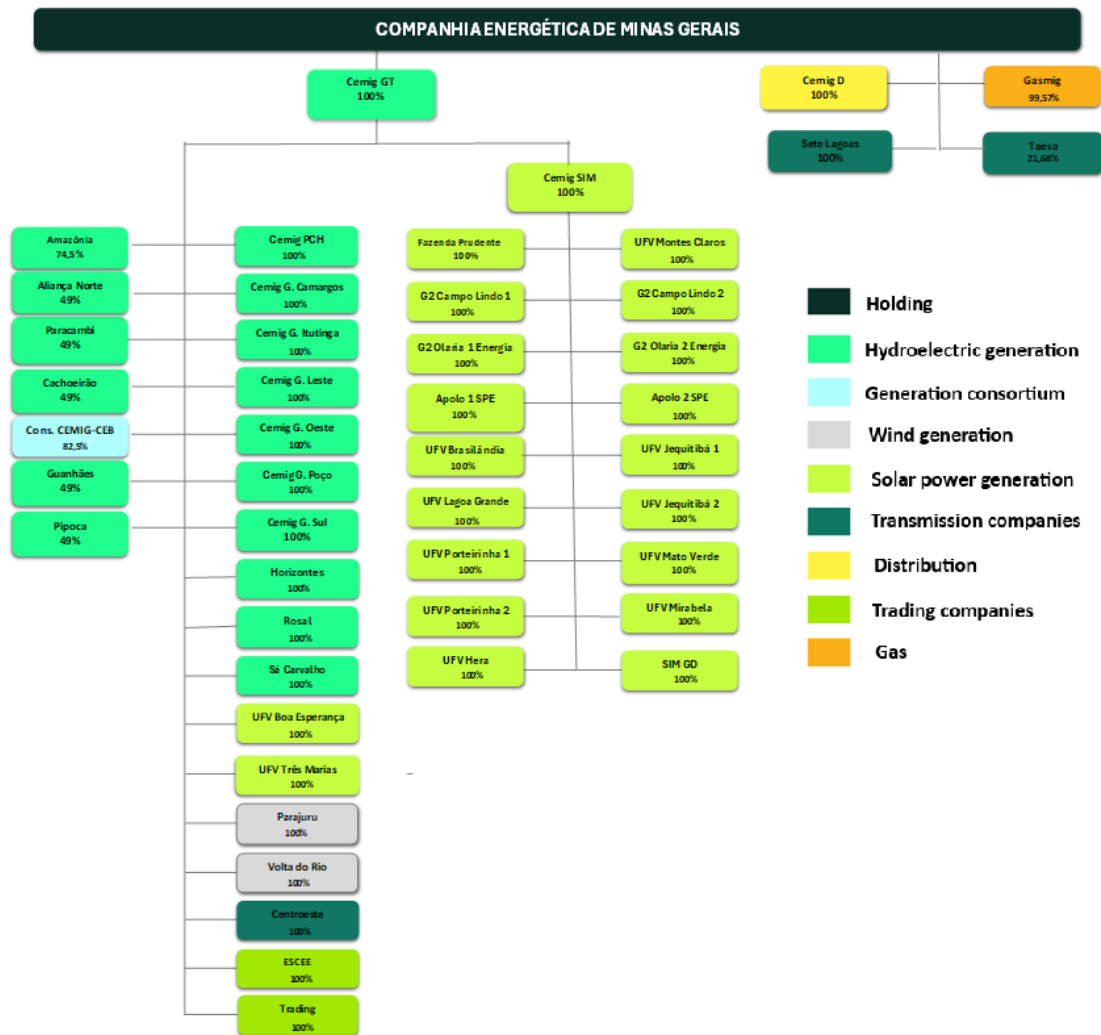 COMPANHIA ENERGÉTICA DE MINAS GERAIS
Cemig GT
100%
Cemig D
100%
Gasmig
99,57%
Sete Lagoas
100%
Taesa
21,68%
Cemig SIM
100%
Amazônia
74,5%
Aliança Norte
49%
Paracambi
49%
Cachoeirão
49%
Cons. CEMIG-CEB
82,5%
Guanhães
49%
Pipoca
49%
Cemig PCH
100%
Cemig G. Camargos
100%
Cemig G. Itutinga
100%
Cemig G. Leste
100%
Cemig G. Oeste
100%
Cemig G. Poço
100%
Cemig G. Sul
100%
Horizontes
100%
Rosal
100%
Sá Carvalho
100%
UFV Boa Esperança
100%
UFV Três Marias
100%
Parajuru
100%
Volta do Rio
100%
Centroeste
100%
ESCEE
100%
Trading
100%
Fazenda Prudente
100%
G2 Campo Lindo 1
100%
G2 Olaria 1 Energia
100%
Apolo 1 SPE
100%
UFV Brasilândia
100%
UFV Lagoa Grande
100%
UFV Porteirinha 1
100%
UFV Porteirinha 2
100%
UFV Hera
100%
UFV Montes Claros
100%
G2 Campo Lindo 2
100%
G2 Olaria 2 Energia
100%
Apolo 2 SPE
100%
UFV Jequitibá 1
100%
UFV Jequitibá 2
100%
UFV Mato Verde
100%
UFV Mirabela
100%
SIM GD
100%
Holding
Hydroelectric generation
Generation consortium
Wind generation
Solar power generation
Transmission companies
Distribution
Trading companies
Gas